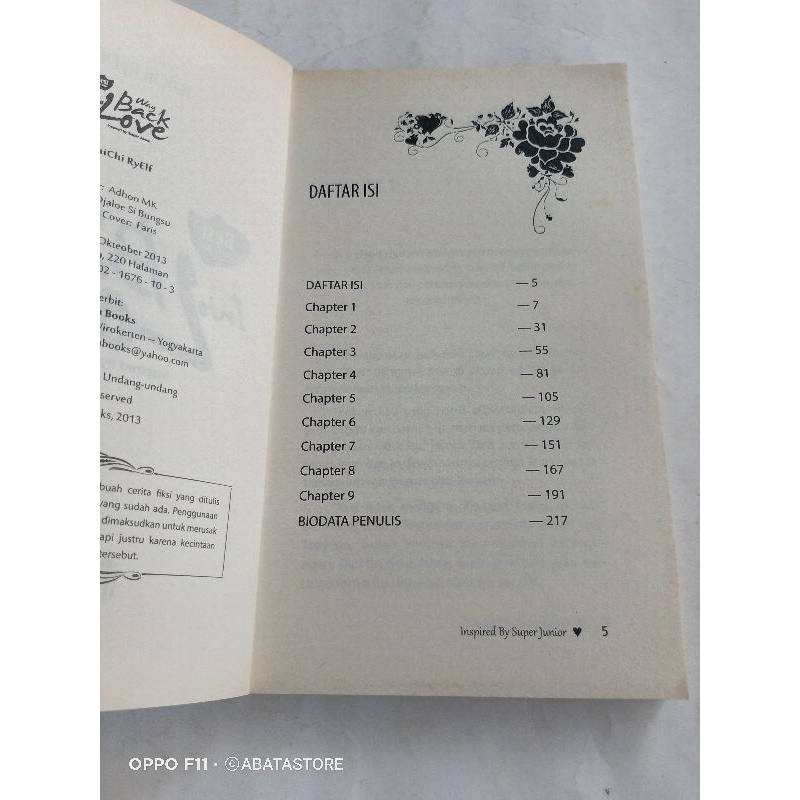 Way
Back
Love
aiChi RyElf
: Adhon MK
Djaloe Si Bungsu
Cover: Faris
Okteober 2013
, 220 Halaman
02 - 1676 - 10 - 3
erbit:
Books
Virokerten – Yogyakarta
books@yahoo.com
Undang-undang
served
ks, 2013
buah cerita fiksi yang ditulis
yang sudah ada. Penggunaan
dimaksudkan untuk merusak
api justru karena kecintaan
tersebut.
DAFTAR ISI
DAFTAR ISI — 5
Chapter 1 — 7
Chapter 2 — 31
Chapter 3 — 55
Chapter 4 — 81
Chapter 5 — 105
Chapter 6 — 129
Chapter 7 — 151
Chapter 8 — 167
Chapter 9 — 191
BIODATA PENULIS — 217
Inspired By Super Junior ♥ 5
OPPO F11 · ©ABATASTORE